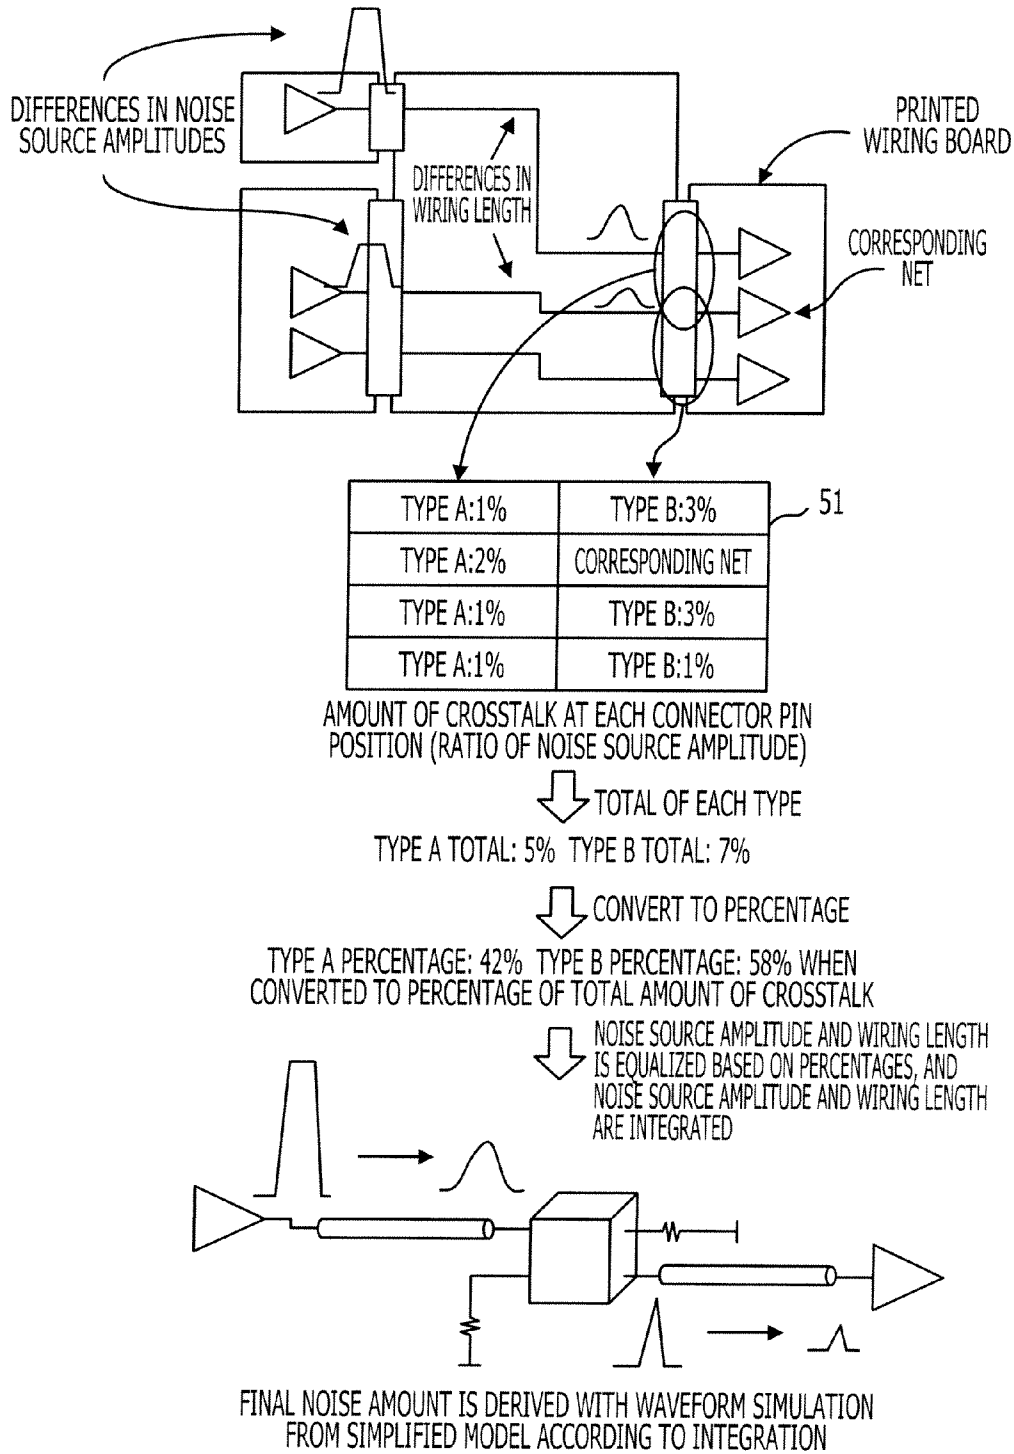 DIFFERENCES IN NOISE
SOURCE AMPLITUDES
PRINTED
WIRING BOARD
DIFFERENCES IN
WIRING LENGTH
CORRESPONDING
NET
51
TYPE A:1%
TYPE B:3%
TYPE A:2%
CORRESPONDING NET
TYPE A:1%
TYPE B:3%
TYPE A:1%
TYPE B:1%
AMOUNT OF CROSSTALK AT EACH CONNECTOR PIN
POSITION (RATIO OF NOISE SOURCE AMPLITUDE)
TOTAL OF EACH TYPE
TYPE A TOTAL: 5% TYPE B TOTAL: 7%
CONVERT TO PERCENTAGE
TYPE A PERCENTAGE: 42% TYPE B PERCENTAGE: 58% WHEN
CONVERTED TO PERCENTAGE OF TOTAL AMOUNT OF CROSSTALK
NOISE SOURCE AMPLITUDE AND WIRING LENGTH
IS EQUALIZED BASED ON PERCENTAGES, AND
NOISE SOURCE AMPLITUDE AND WIRING LENGTH
ARE INTEGRATED
FINAL NOISE AMOUNT IS DERIVED WITH WAVEFORM SIMULATION
FROM SIMPLIFIED MODEL ACCORDING TO INTEGRATION